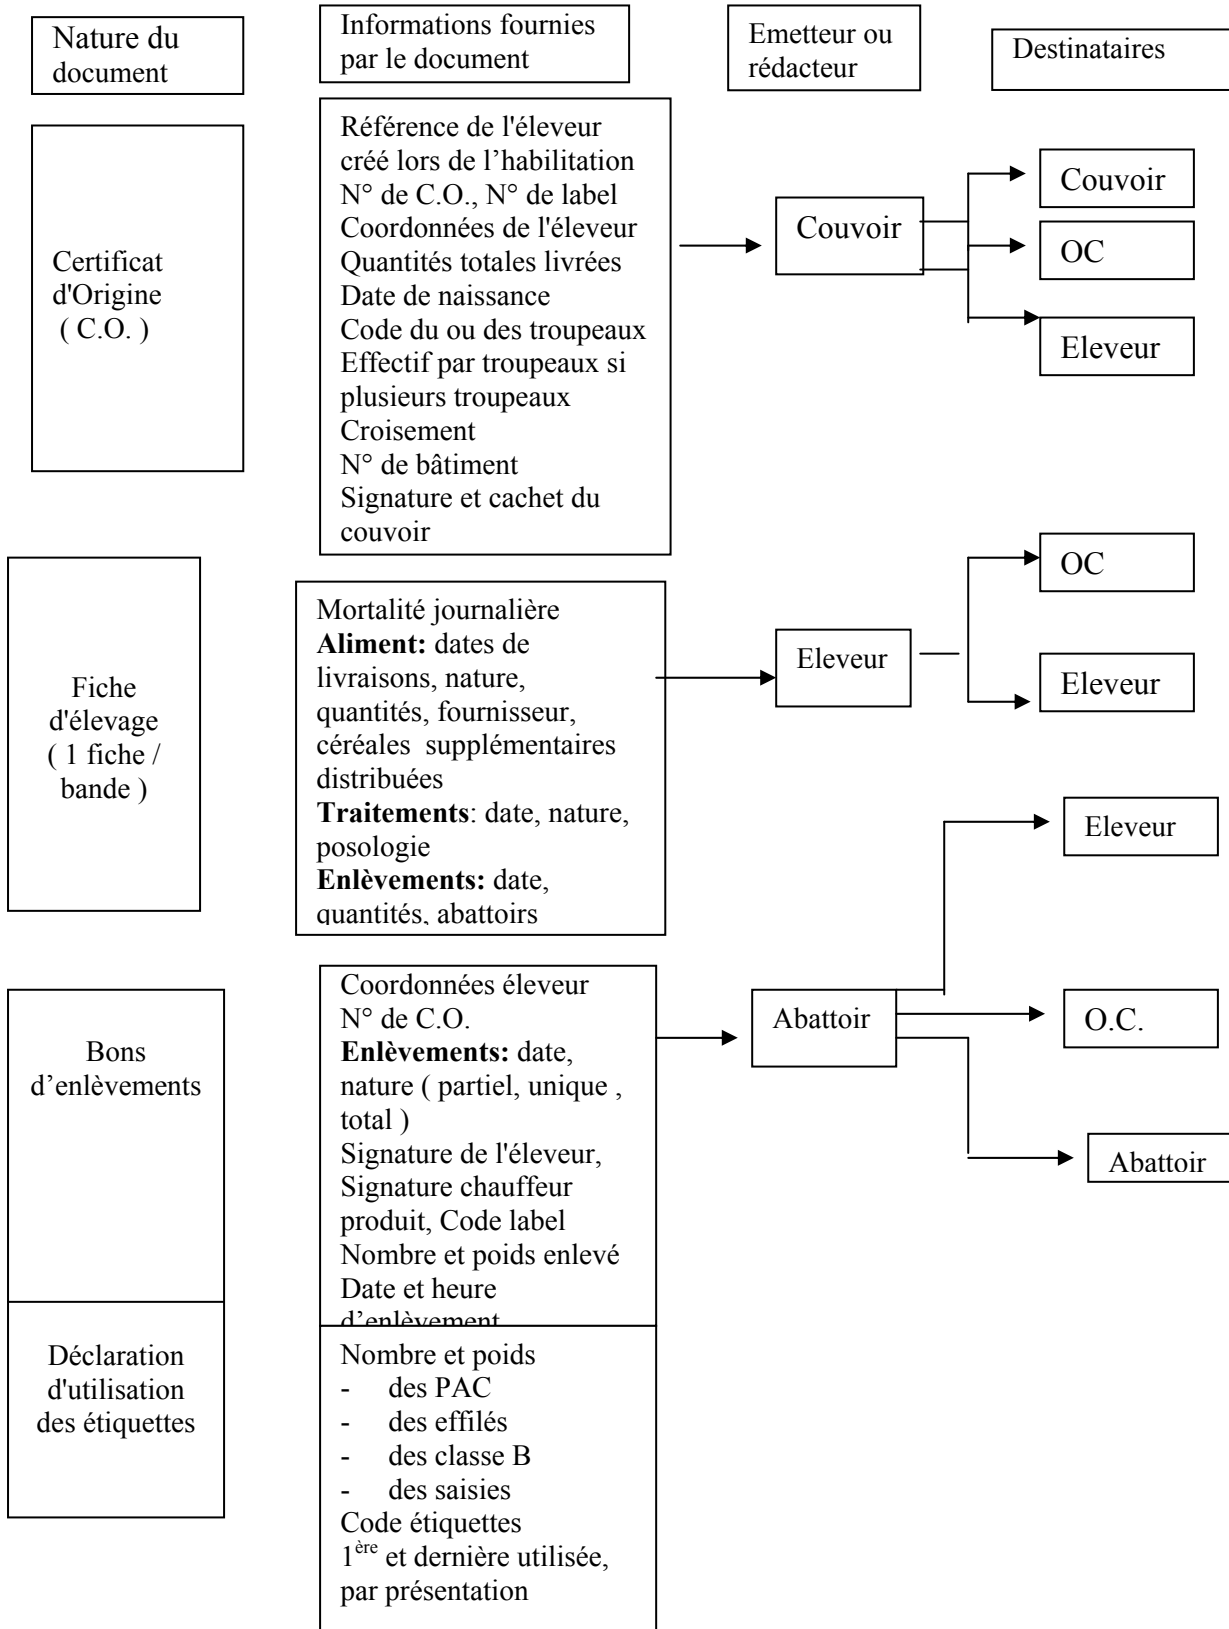 Nature du
document
Informations fournies
par le document
Emetteur ou
rédacteur
Destinataires
Certificat
d'Origine
( C.O. )
Référence de l'éleveur
créé lors de l’habilitation
N° de C.O., N° de label
Coordonnées de l'éleveur
Quantités totales livrées
Date de naissance
Code du ou des troupeaux
Effectif par troupeaux si
plusieurs troupeaux
Croisement
N° de bâtiment
Signature et cachet du
couvoir
Couvoir
Couvoir
OC
Eleveur
Fiche
d'élevage
( 1 fiche /
bande )
Mortalité journalière
Aliment: dates de
livraisons, nature,
quantités, fournisseur,
céréales supplémentaires
distribuées
Traitements: date, nature,
posologie
Enlèvements: date,
quantités, abattoirs
Eleveur
OC
Eleveur
Bons
d’enlèvements
Coordonnées éleveur
N° de C.O.
Enlèvements: date,
nature ( partiel, unique ,
total )
Signature de l'éleveur,
Signature chauffeur
produit, Code label
Nombre et poids enlevé
Date et heure
d’enlèvement
Abattoir
Eleveur
O.C.
Abattoir
Déclaration
d'utilisation
des étiquettes
Nombre et poids
- des PAC
- des effilés
- des classe B
- des saisies
Code étiquettes
1ère et dernière utilisée,
par présentation